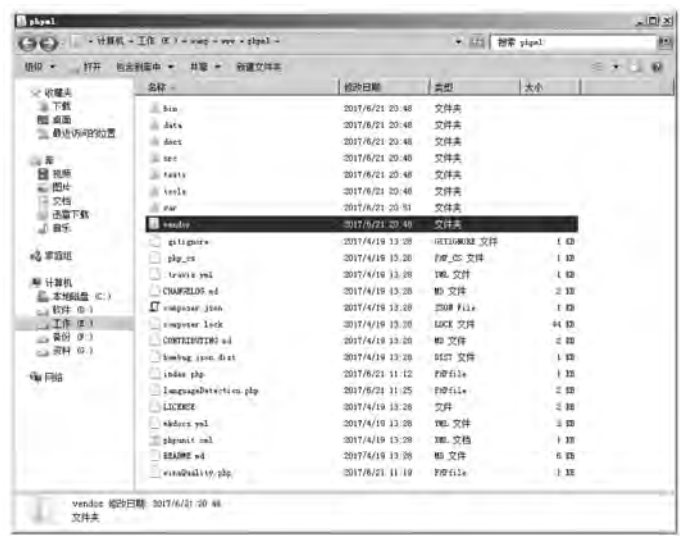 phpml
计算机 工作 (E:) phpml
搜索 phpml
组织 打开 包含到库中 共享 新建文件夹
名称 修改日期 类型 大小
收藏夹
下载
桌面
最近访问的位置
库
视频
图片
文档
迅雷下载
音乐
家庭组
计算机
本地磁盘 (C:)
软件 (D:)
工作 (E:)
备份 (F:)
资料 (G:)
网络
bin 2017/6/21 20:48 文件夹
data 2017/6/21 20:48 文件夹
docs 2017/6/21 20:48 文件夹
src 2017/6/21 20:48 文件夹
tests 2017/6/21 20:48 文件夹
tools 2017/6/21 20:48 文件夹
var 2017/6/21 20:51 文件夹
vendor 2017/6/21 20:48 文件夹
.gitignore 2017/4/19 13:28 GITIGNORE 文件 1 KB
.php_cs 2017/4/19 13:28 PHP_CS 文件 1 KB
.travis.yml 2017/4/19 13:28 YML 文件 1 KB
CHANGELOG.md 2017/4/19 13:28 MD 文件 2 KB
composer.json 2017/4/19 13:28 JSON File 1 KB
composer.lock 2017/4/19 13:28 LOCK 文件 44 KB
CONTRIBUTING.md 2017/4/19 13:28 MD 文件 2 KB
humbug.json.dist 2017/4/19 13:28 DIST 文件 1 KB
index.php 2017/6/21 11:12 PHPfile 1 KB
languageDetection.php 2017/6/21 11:25 PHPfile 2 KB
LICENSE 2017/4/19 13:28 文件 2 KB
mkdocs.yml 2017/4/19 13:28 YML 文件
phpunit.xml 2017/4/19 13:28 XML 文档 1 KB
README.md 2017/4/19 13:28 MD 文件 6 KB
wineQuality.php 2017/6/21 11:19 PHPfile 1 KB
vendor 修改日期: 2017/6/21 20:48
文件夹